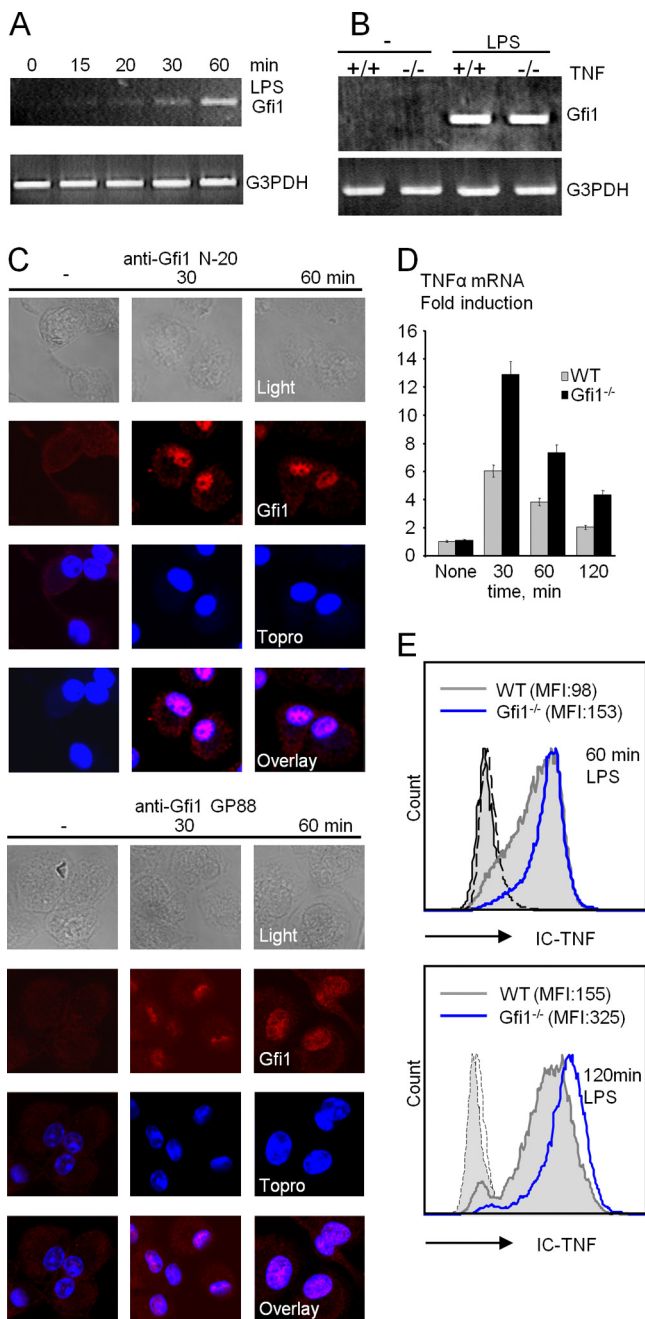 A
0 15 20 30 60 min
LPS
Gfi1
G3PDH
B
- LPS
+/+ -/- +/+ -/- TNF
Gfi1
G3PDH
C
anti-Gfi1 N-20
- 30 60 min
Light
Gfi1
Topro
Overlay
anti-Gfi1 GP88
- 30 60 min
Light
Gfi1
Topro
Overlay
D
TNFα mRNA
Fold induction
16
14
12
10
8
6
4
2
0
WT
Gfi1-/-
None 30 60 120
time, min
E
WT (MFI:98)
Gfi1-/- (MFI:153)
60 min
LPS
Count
IC-TNF
WT (MFI:155)
Gfi1-/- (MFI:325)
120min
LPS
Count
IC-TNF